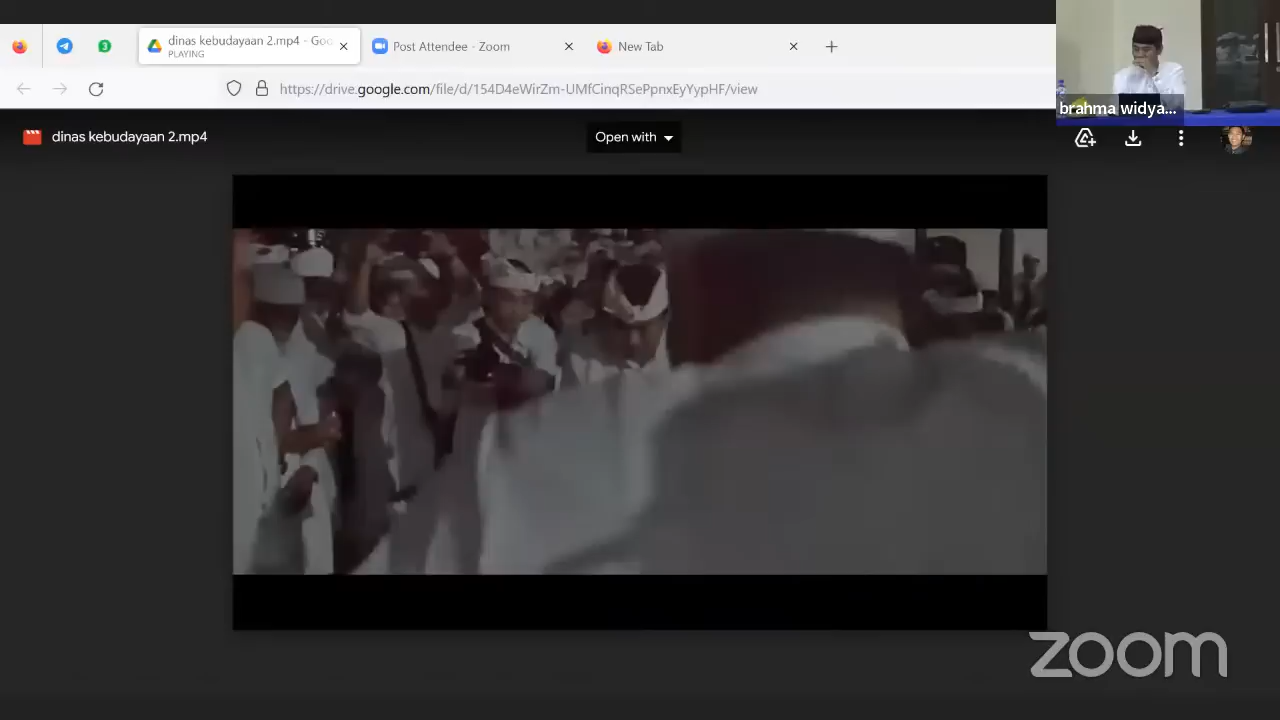 dinas kebudayaan 2.mp4 - Goo
PLAYING
Post Attendee - Zoom
New Tab
3
https://drive.google.com/file/d/154D4eWirZm-UMfCinqRSePpnxEyYypHF/view
brahma widya...
dinas kebudayaan 2.mp4
Open with
zoom